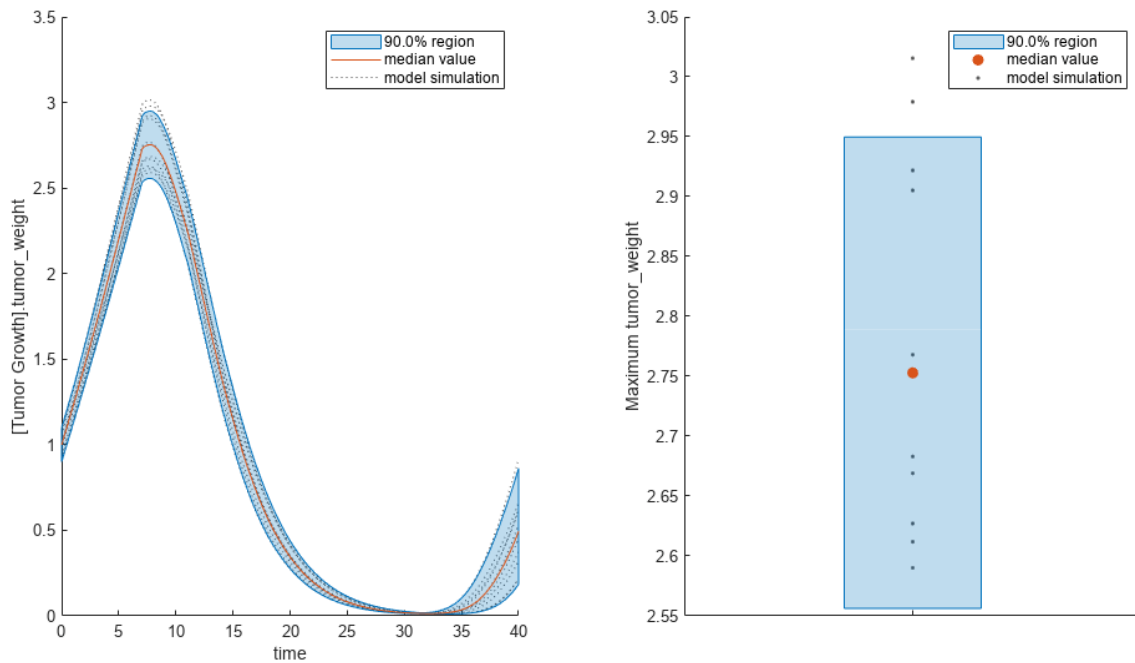 3.5
3
2.5
2
1.5
1
0.5
0
[Tumor Growth].tumor_weight
90.0% region
median value
model simulation
0 5 10 15 20 25 30 35 40
time
3.05
3
2.95
2.9
2.85
2.8
2.75
2.7
2.65
2.6
2.55
Maximum tumor_weight
90.0% region
median value
model simulation